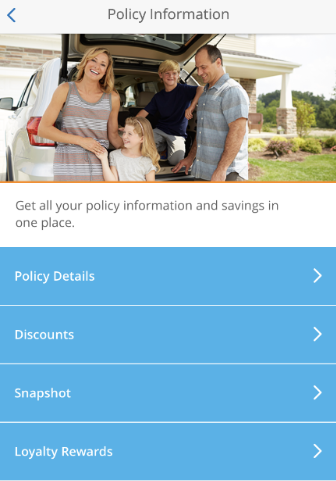 Policy Information
Get all your policy information and savings in
one place.
Policy Details
Discounts
Snapshot
Loyalty Rewards